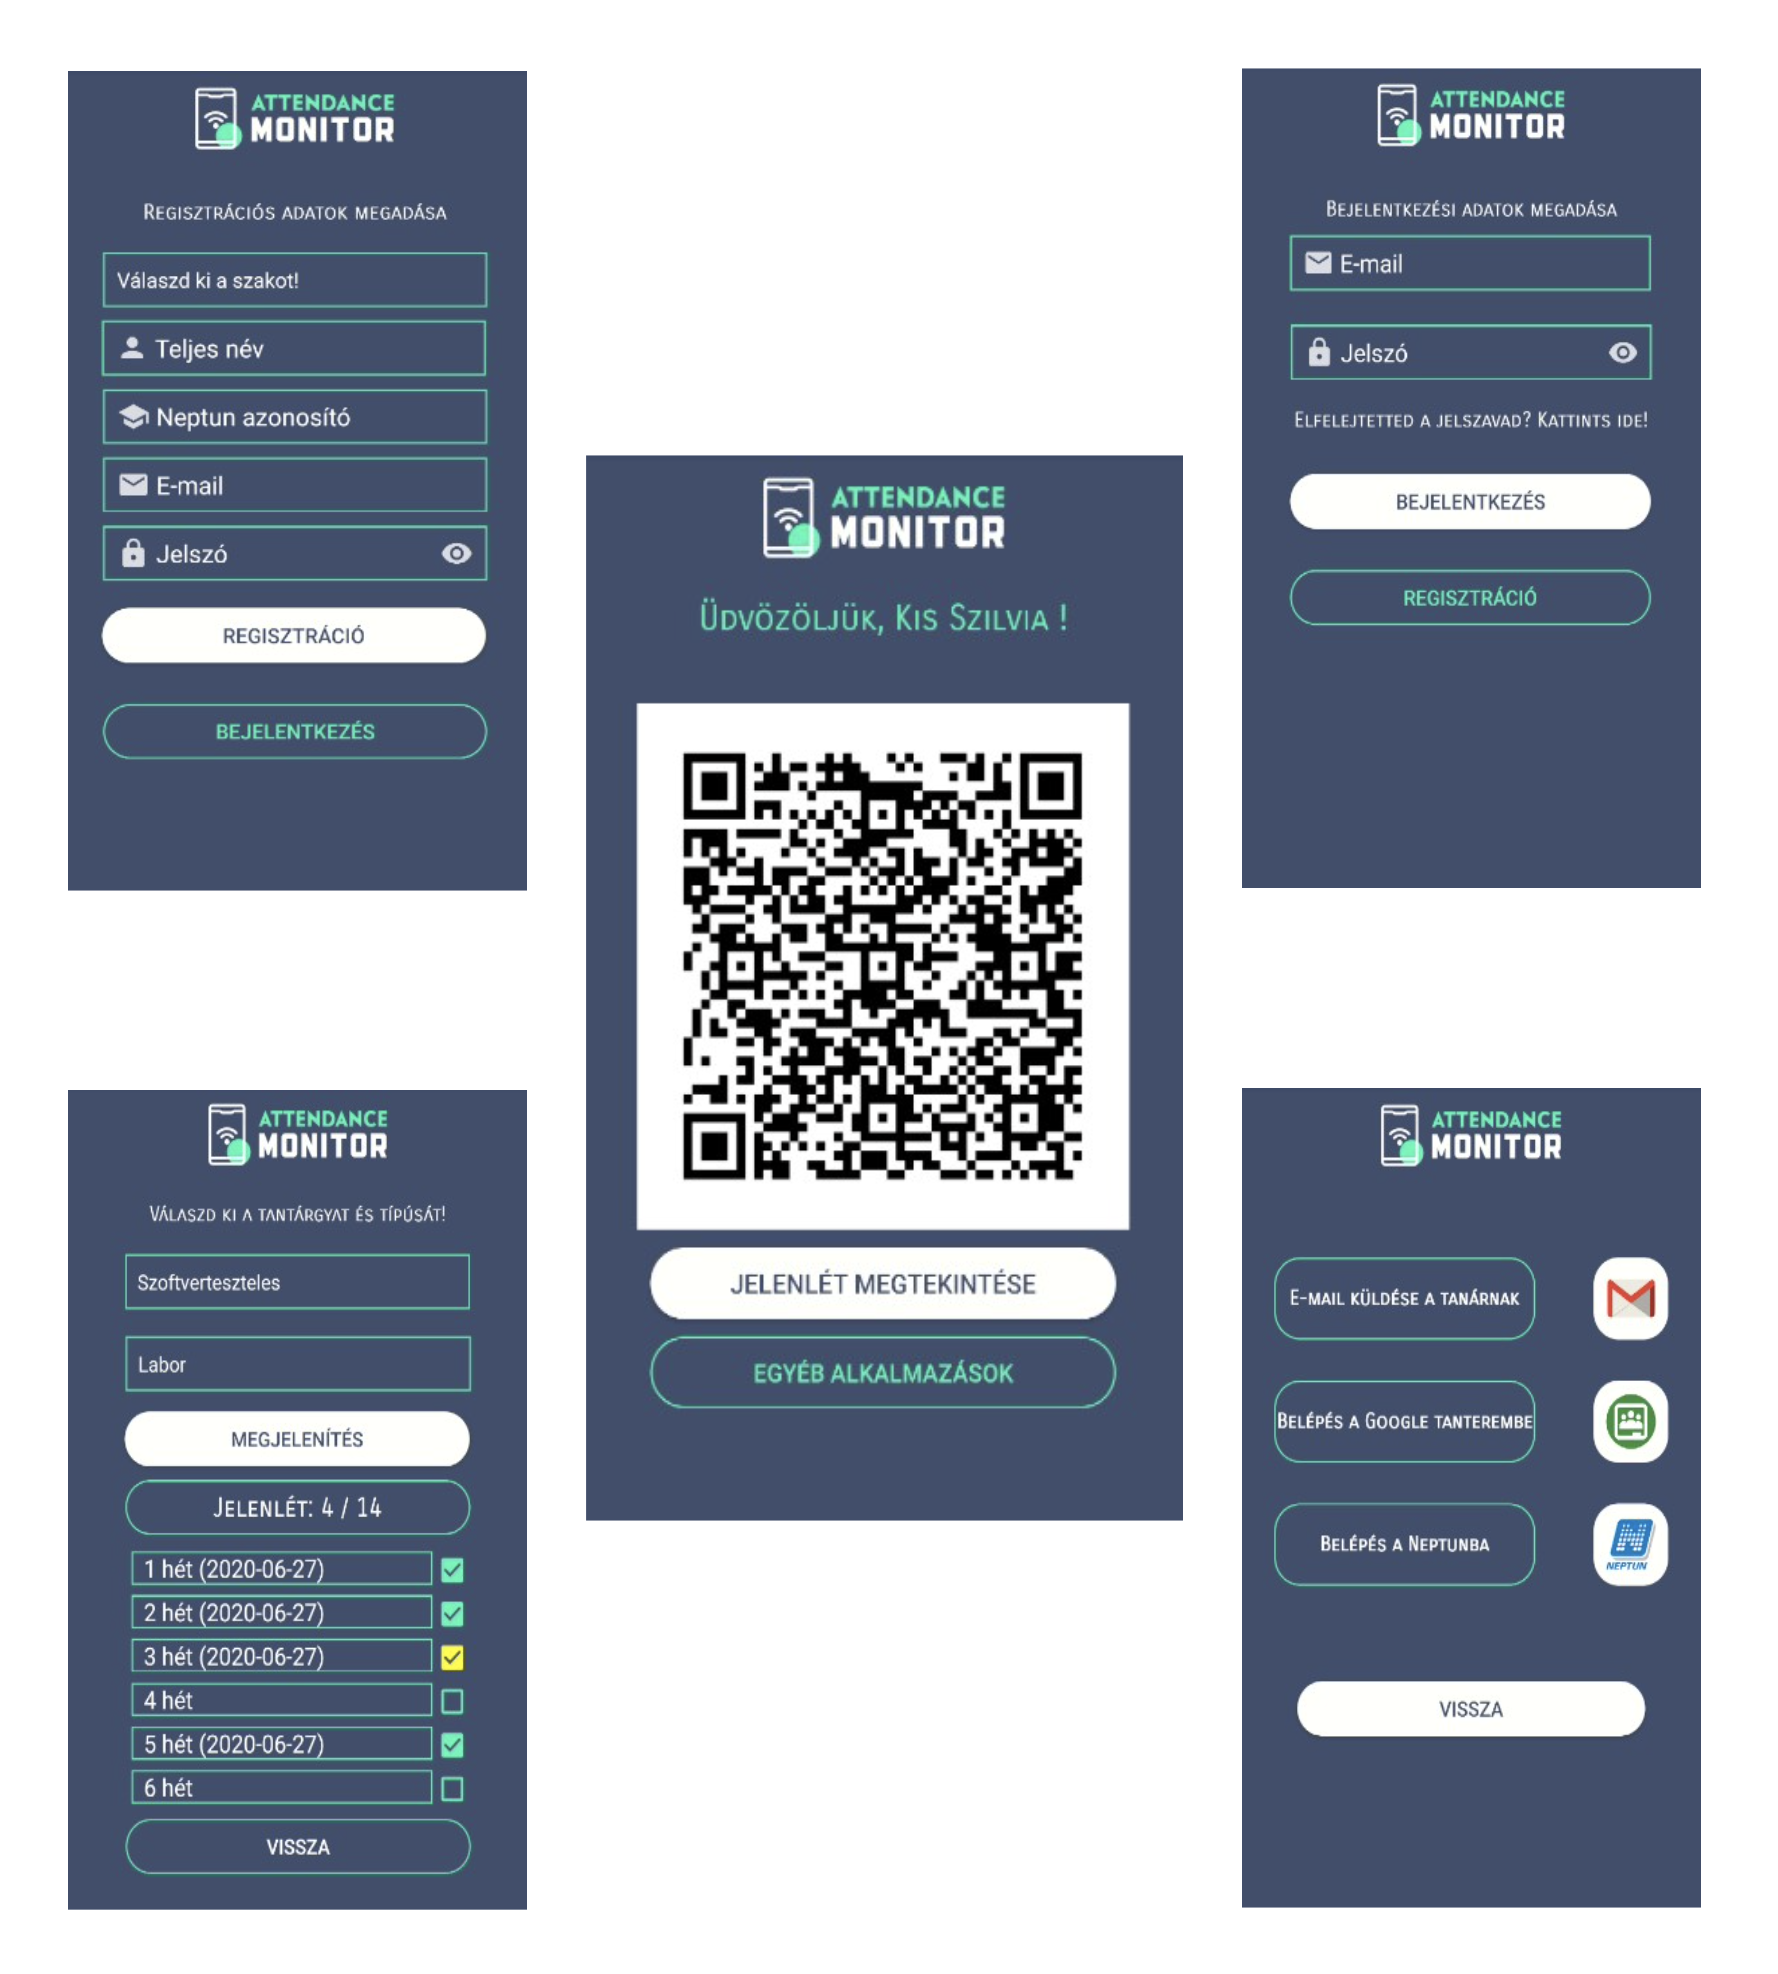 ATTENDANCE
MONITOR
Regisztrációs adatok megadása
Válaszd ki a szakot!
Teljes név
Neptun azonosító
E-mail
Jelszó
REGISZTRÁCIÓ
BEJELENTKEZÉS
ATTENDANCE
MONITOR
Bejelentkezési adatok megadása
E-mail
Jelszó
Elfelejtetted a jelszavad? Kattints ide!
BEJELENTKEZÉS
REGISZTRÁCIÓ
ATTENDANCE
MONITOR
Üdvözöljük, Kis Szilvia !
JELENLÉT MEGTEKINTÉSE
EGYÉB ALKALMAZÁSOK
ATTENDANCE
MONITOR
Válaszd ki a tantárgyat és típúsát!
Szoftverteszteles
Labor
MEGJELENÍTÉS
Jelenlét: 4 / 14
1 hét (2020-06-27)
2 hét (2020-06-27)
3 hét (2020-06-27)
4 hét
5 hét (2020-06-27)
6 hét
VISSZA
ATTENDANCE
MONITOR
E-mail küldése a tanárnak
Belépés a Google tanterembe
Belépés a Neptunba
NEPTUN
VISSZA